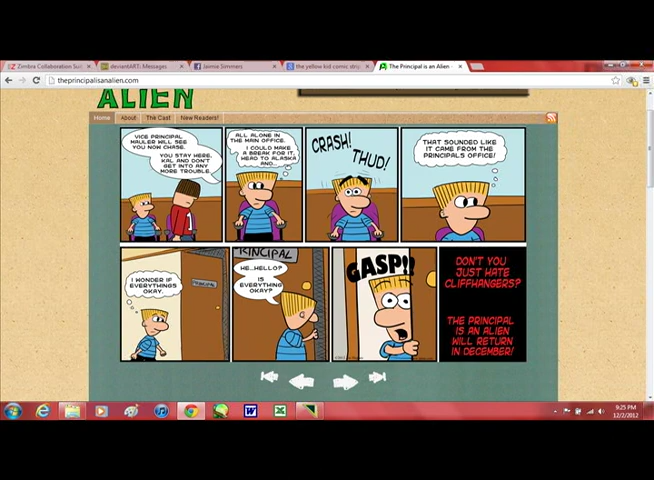 Zimbra Collaboration Sui
deviantART: Messages
Jaimie Simmers
the yellow kid comic strip
The Principal is an Alien
theprincipalisanalien.com
ALIEN
Home
About
The Cast
New Readers!
VICE PRINCIPAL
MAULER WILL SEE
YOU NOW CHASE.
YOU STAY HERE,
KAL, AND DON'T
GET INTO ANY
MORE TROUBLE.
ALL ALONE IN
THE MAIN OFFICE.
I COULD MAKE
A BREAK FOR IT,
HEAD TO ALASKA
AND...
CRASH!
THUD!
THAT SOUNDED LIKE
IT CAME FROM THE
PRINCIPALS OFFICE!
I WONDER IF
EVERYTHINGS
OKAY.
PRINCIPAL
RINCIPAL
HE...HELLO?
IS
EVERYTHING
OKAY?
GASP!!
DON'T YOU
JUST HATE
CLIFFHANGERS?
THE PRINCIPAL
IS AN ALIEN
WILL RETURN
IN DECEMBER!
9:25 PM
12/2/2012